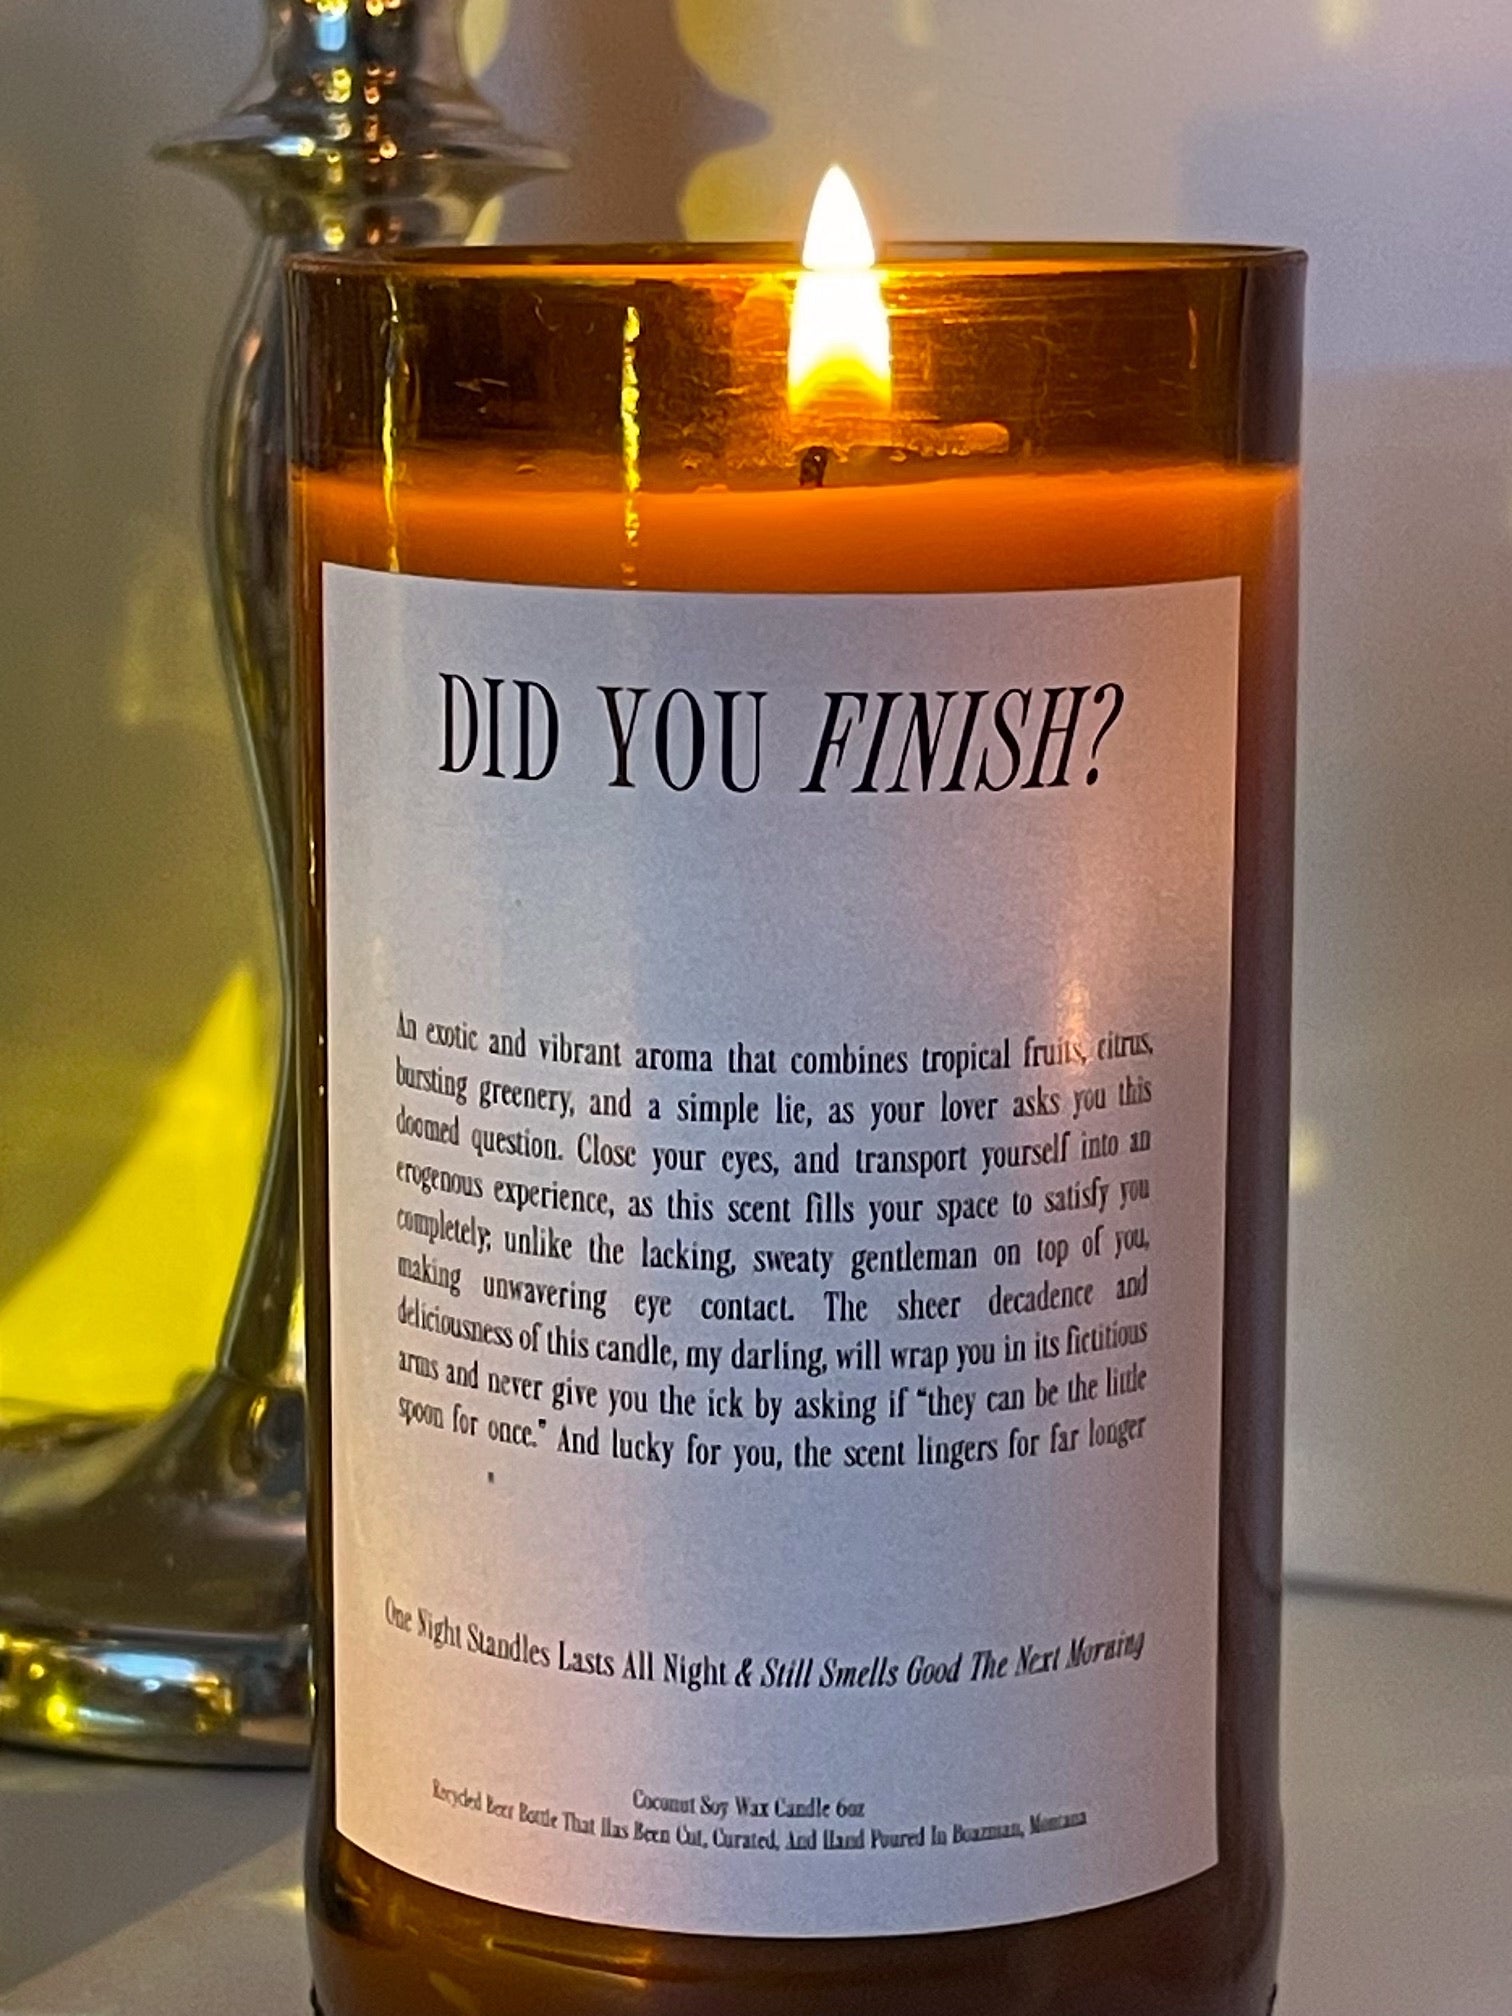 DID YOU FINISH?
An exotic and vibrant aroma that combines tropical fruits, citrus,
bursting greenery, and a simple lie, as your lover asks you this
doomed question. Close your eyes, and transport yourself into an
erogenous experience, as this scent fills your space to satisfy you
completely; unlike the lacking, sweaty gentleman on top of you,
making unwavering eye contact. The sheer decadence and
deliciousness of this candle, my darling, will wrap you in its fictitious
arms and never give you the ick by asking if “they can be the little
spoon for once.” And lucky for you, the scent lingers for far longer
One Night Standles Lasts All Night & Still Smells Good The Next Morning
Coconut Soy Wax Candle 6oz
Recycled Beer Bottle That Has Been Cut, Curated, And Hand Poured In Boazman, Montana